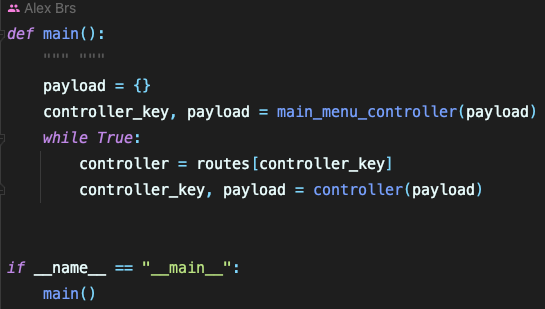 Alex Brs
def main():
    """ """
    payload = {}
    controller_key, payload = main_menu_controller(payload)
    while True:
        controller = routes[controller_key]
        controller_key, payload = controller(payload)
if __name__ == "__main__":
    main()